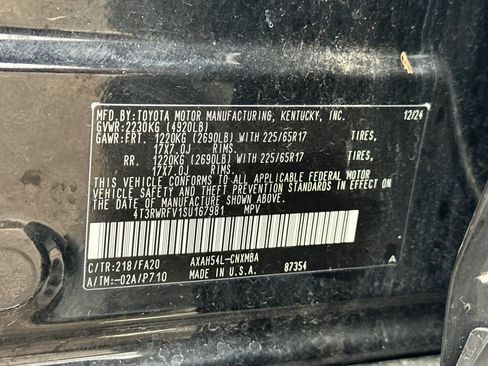 MFD. BY: TOYOTA MOTOR MANUFACTURING, KENTUCKY, INC. 12/24
GVWR: 2230KG (4920LB)
GAWR: FRT. 1220KG (2690LB) WITH 225/65R17 TIRES,
17X7.0J RIMS.
RR. 1220KG (2690LB) WITH 225/65R17 TIRES,
17X7.0J RIMS.
THIS VEHICLE CONFORMS TO ALL APPLICABLE FEDERAL MOTOR
VEHICLE SAFETY AND THEFT PREVENTION STANDARDS IN EFFECT ON
THE DATE OF MANUFACTURE SHOWN ABOVE.
4T3RWRFV1SU167981 MPV
C/TR: 218/FA20 AXAH54L-CNXMBA
A/TM: -02A/P710 MADE IN U.S.A. 87354